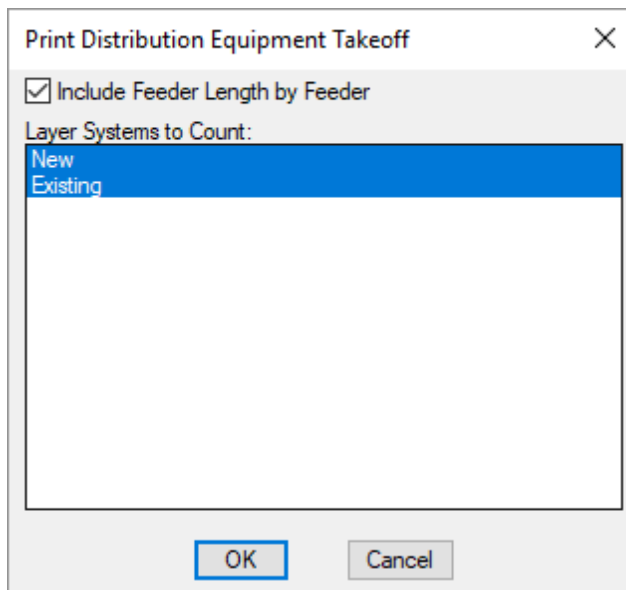 Print Distribution Equipment Takeoff
Include Feeder Length by Feeder
Layer Systems to Count:
New
Existing
OK
Cancel